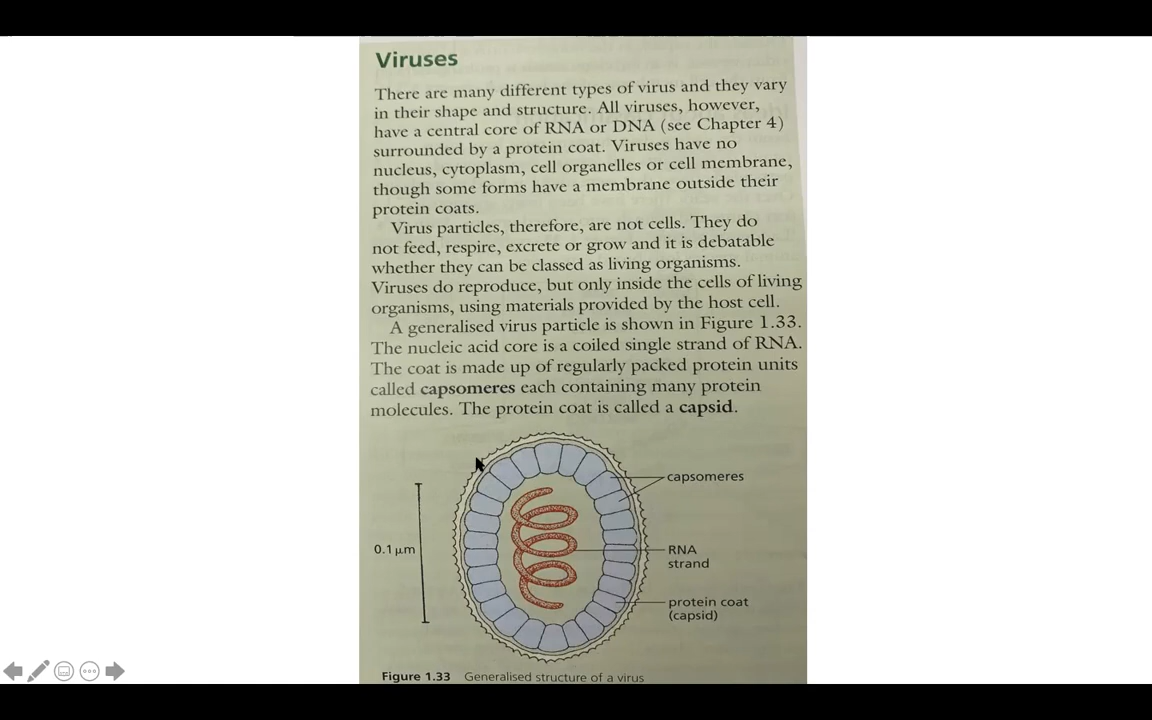 Viruses
There are many different types of virus and they vary
in their shape and structure. All viruses, however,
have a central core of RNA or DNA (see Chapter 4)
surrounded by a protein coat. Viruses have no
nucleus, cytoplasm, cell organelles or cell membrane,
though some forms have a membrane outside their
protein coats.
Virus particles, therefore, are not cells. They do
not feed, respire, excrete or grow and it is debatable
whether they can be classed as living organisms.
Viruses do reproduce, but only inside the cells of living
organisms, using materials provided by the host cell.
A generalised virus particle is shown in Figure 1.33.
The nucleic acid core is a coiled single strand of RNA.
The coat is made up of regularly packed protein units
called capsomeres each containing many protein
molecules. The protein coat is called a capsid.
capsomeres
0.1 µm
RNA
strand
protein coat
(capsid)
Figure 1.33 Generalised structure of a virus